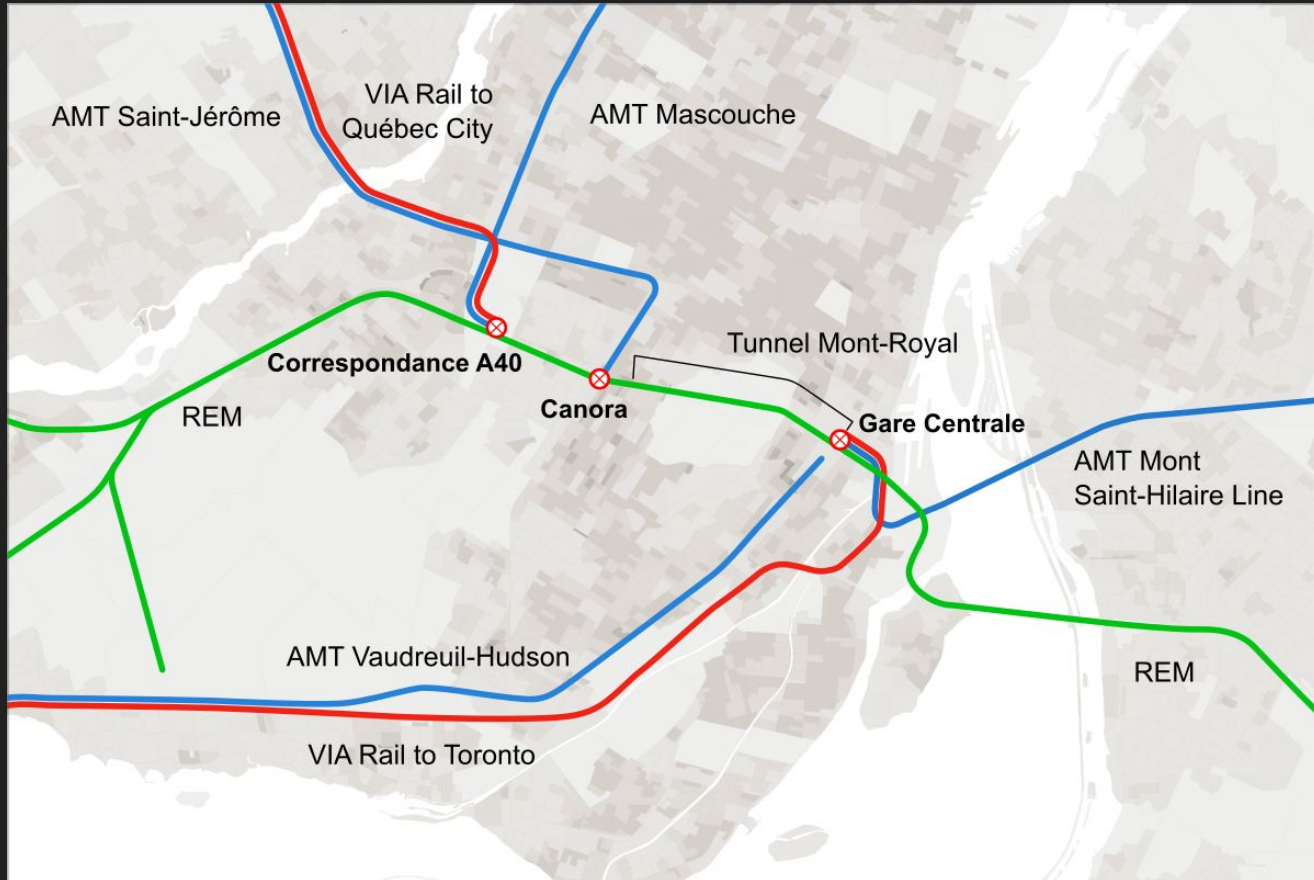 AMT Saint-Jérôme
VIA Rail to
Québec City
AMT Mascouche
Tunnel Mont-Royal
Correspondance A40
Canora
REM
Gare Centrale
AMT Mont
Saint-Hilaire Line
AMT Vaudreuil-Hudson
REM
VIA Rail to Toronto